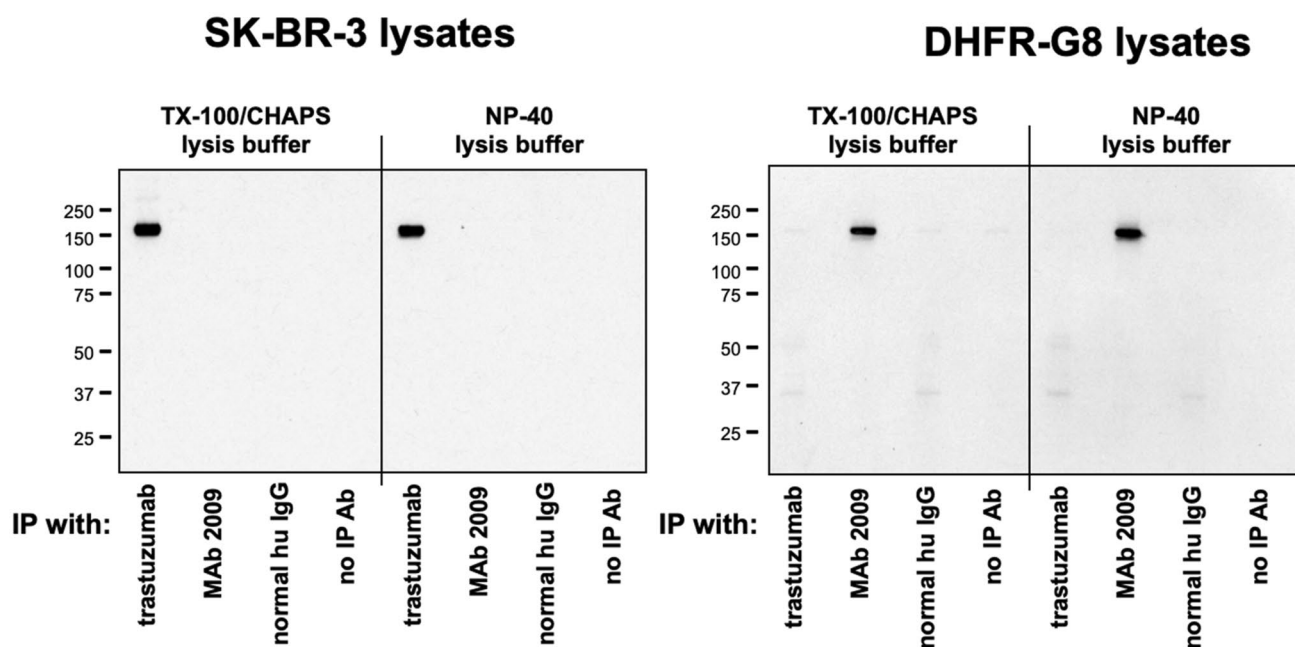 SK-BR-3 lysates
TX-100/CHAPS
lysis buffer
NP-40
lysis buffer
250
150
100
75
50
37
25
IP with:
trastuzumab
MAb 2009
normal hu IgG
no IP Ab
trastuzumab
MAb 2009
normal hu IgG
no IP Ab
DHFR-G8 lysates
TX-100/CHAPS
lysis buffer
NP-40
lysis buffer
250
150
100
75
50
37
25
IP with:
trastuzumab
MAb 2009
normal hu IgG
no IP Ab
trastuzumab
MAb 2009
normal hu IgG
no IP Ab